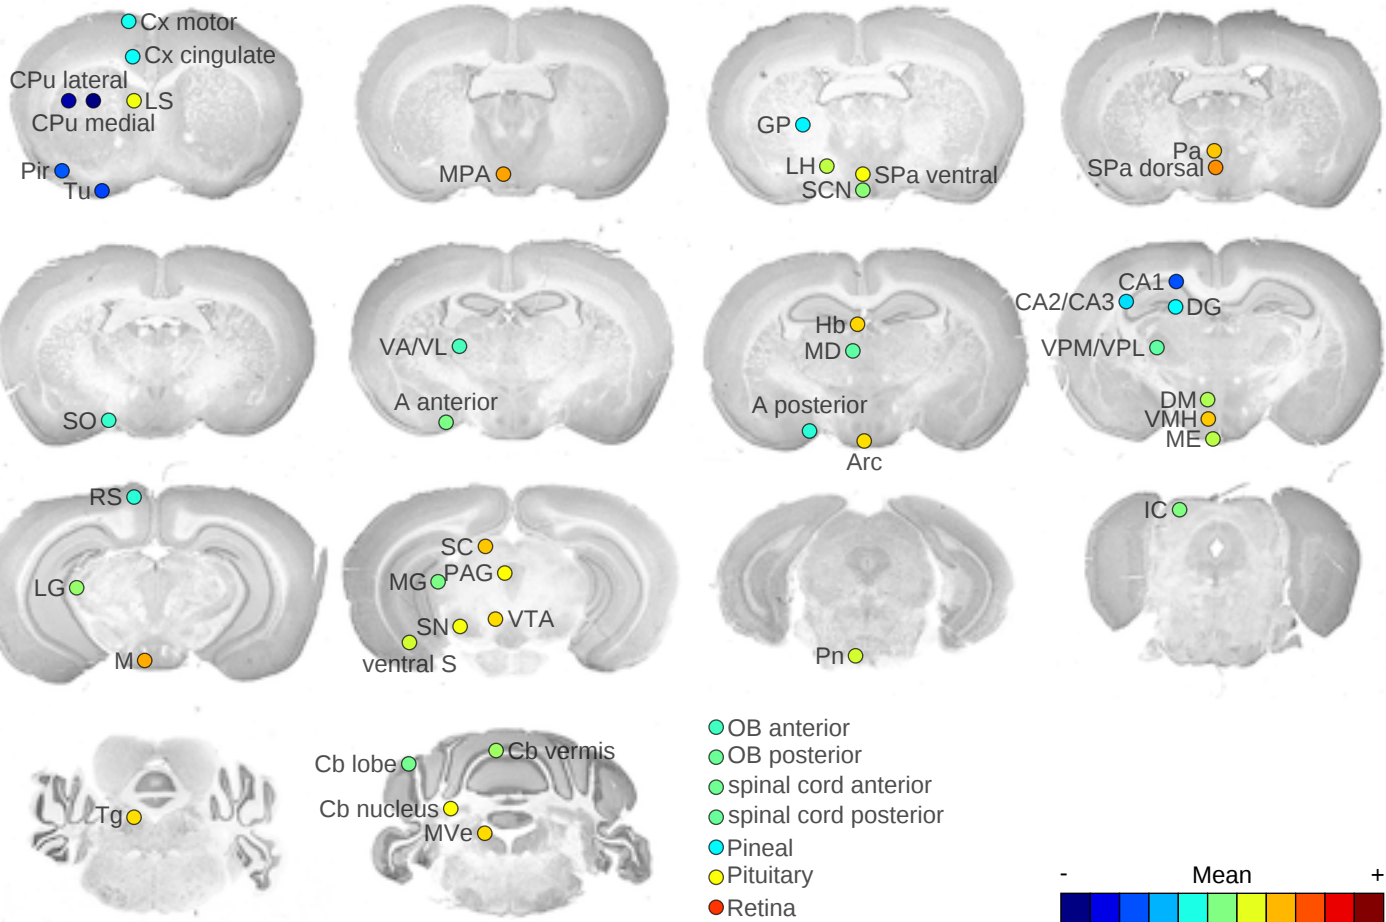 Cx motor
Cx cingulate
CPu lateral
LS
CPu medial
Pir
Tu
MPA
GP
LH
SPa ventral
SCN
Pa
SPa dorsal
SO
VA/VL
A anterior
Hb
MD
A posterior
Arc
CA1
CA2/CA3
DG
VPM/VPL
DM
VMH
ME
RS
LG
M
SC
MG
PAG
SN
VTA
ventral S
Pn
IC
Tg
Cb lobe
Cb vermis
Cb nucleus
MVe
OB anterior
OB posterior
spinal cord anterior
spinal cord posterior
Pineal
Pituitary
Retina
- Mean +